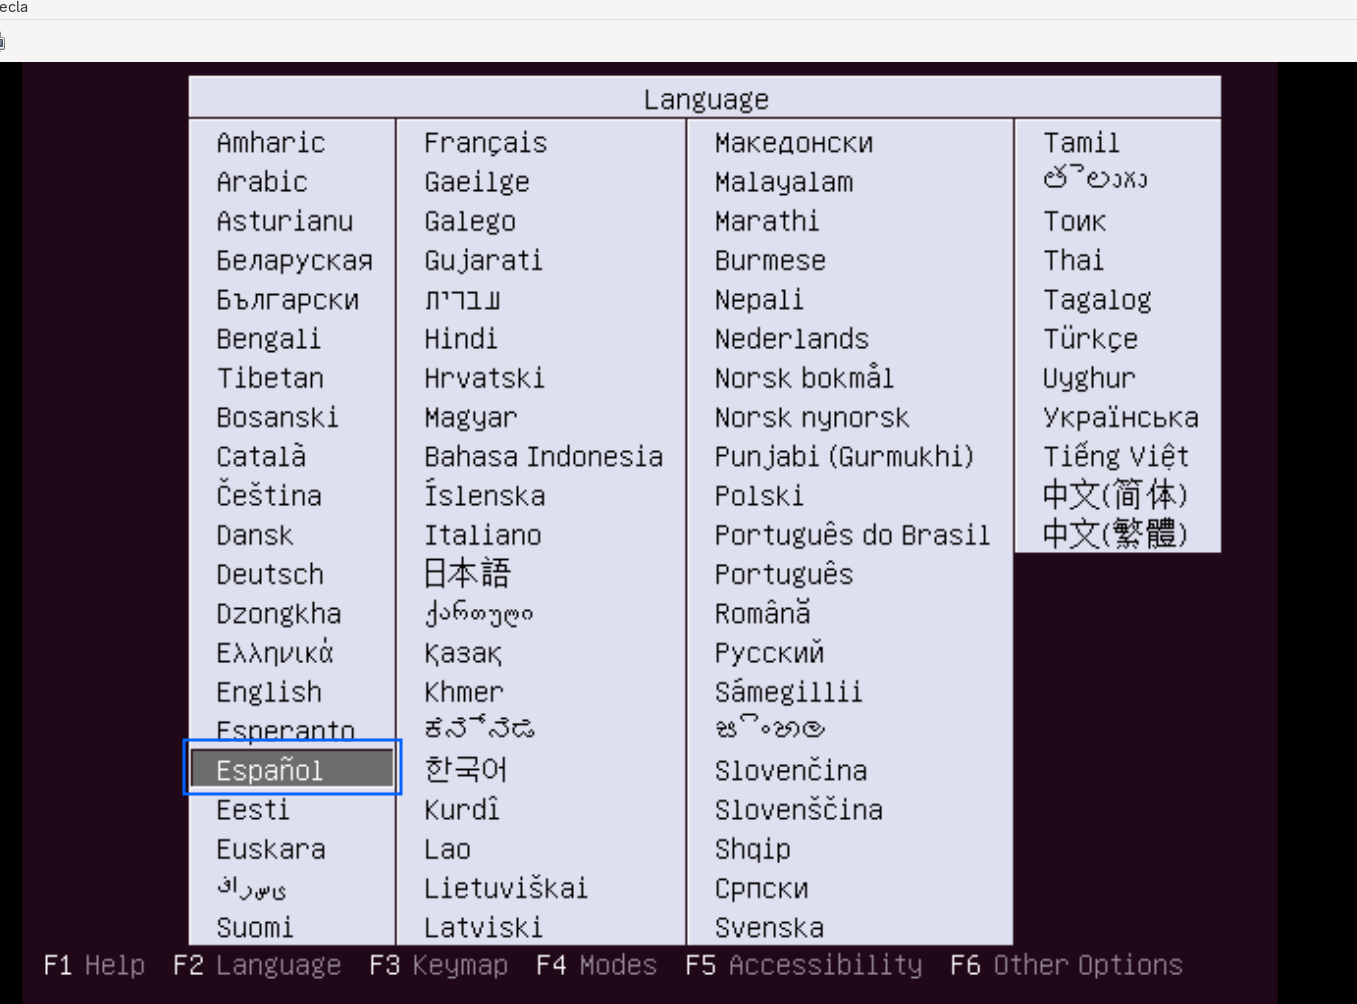 ecla
Language
Amharic
Arabic
Asturianu
Беларуская
Български
Bengali
Tibetan
Bosanski
Català
Čeština
Dansk
Deutsch
Dzongkha
Ελληνικά
English
Esperanto
Español
Eesti
Euskara
ﻰﺳﺭﺎﻓ
Suomi
Français
Gaeilge
Galego
Gujarati
עברית
Hindi
Hrvatski
Magyar
Bahasa Indonesia
Íslenska
Italiano
日本語
ქართული
Қазақ
Khmer
한국어
Kurdî
Lao
Lietuviškai
Latviski
Македонски
Malayalam
Marathi
Burmese
Nepali
Nederlands
Norsk bokmål
Norsk nynorsk
Punjabi (Gurmukhi)
Polski
Português do Brasil
Português
Română
Русский
Sámegillii
Slovenčina
Slovenščina
Shqip
Српски
Svenska
Tamil
Тоик
Thai
Tagalog
Türkçe
Uyghur
Українська
Tiếng Việt
中文(简体)
中文(繁體)
F1 Help F2 Language F3 Keymap F4 Modes F5 Accessibility F6 Other Options